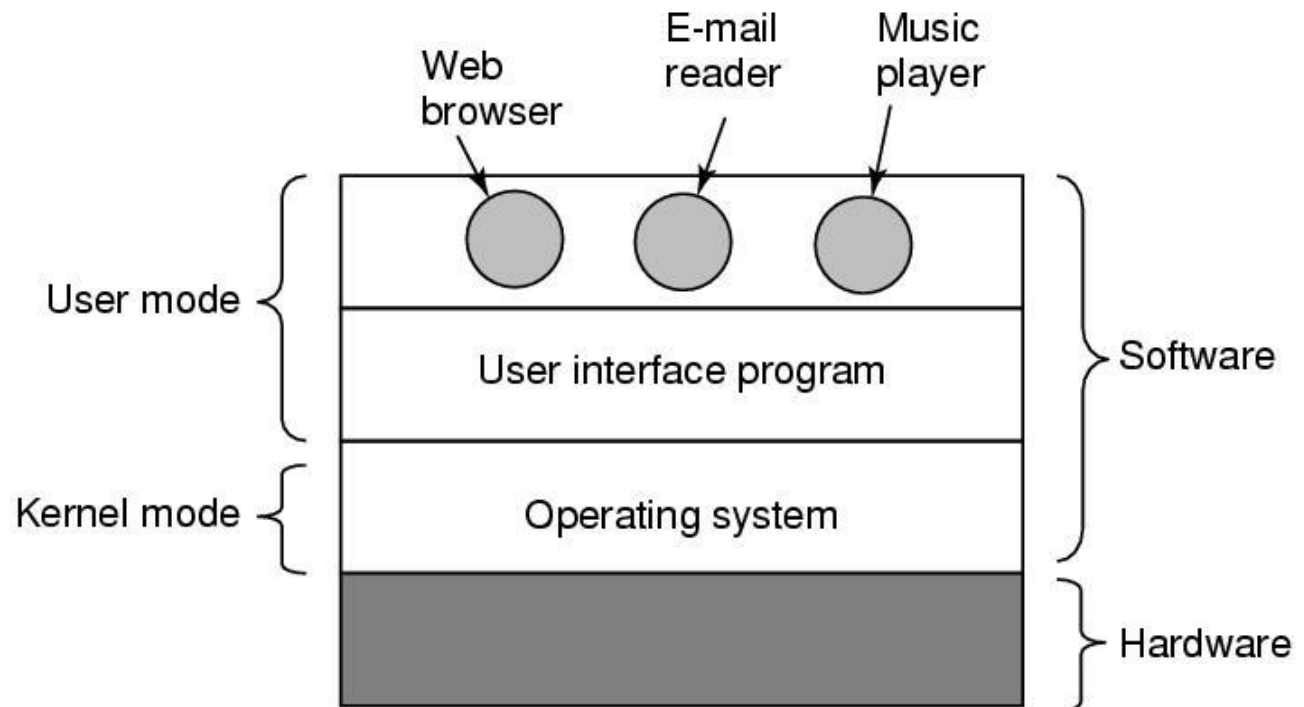 Web
browser
E-mail
reader
Music
player
User mode
User interface program
Software
Kernel mode
Operating system
Hardware